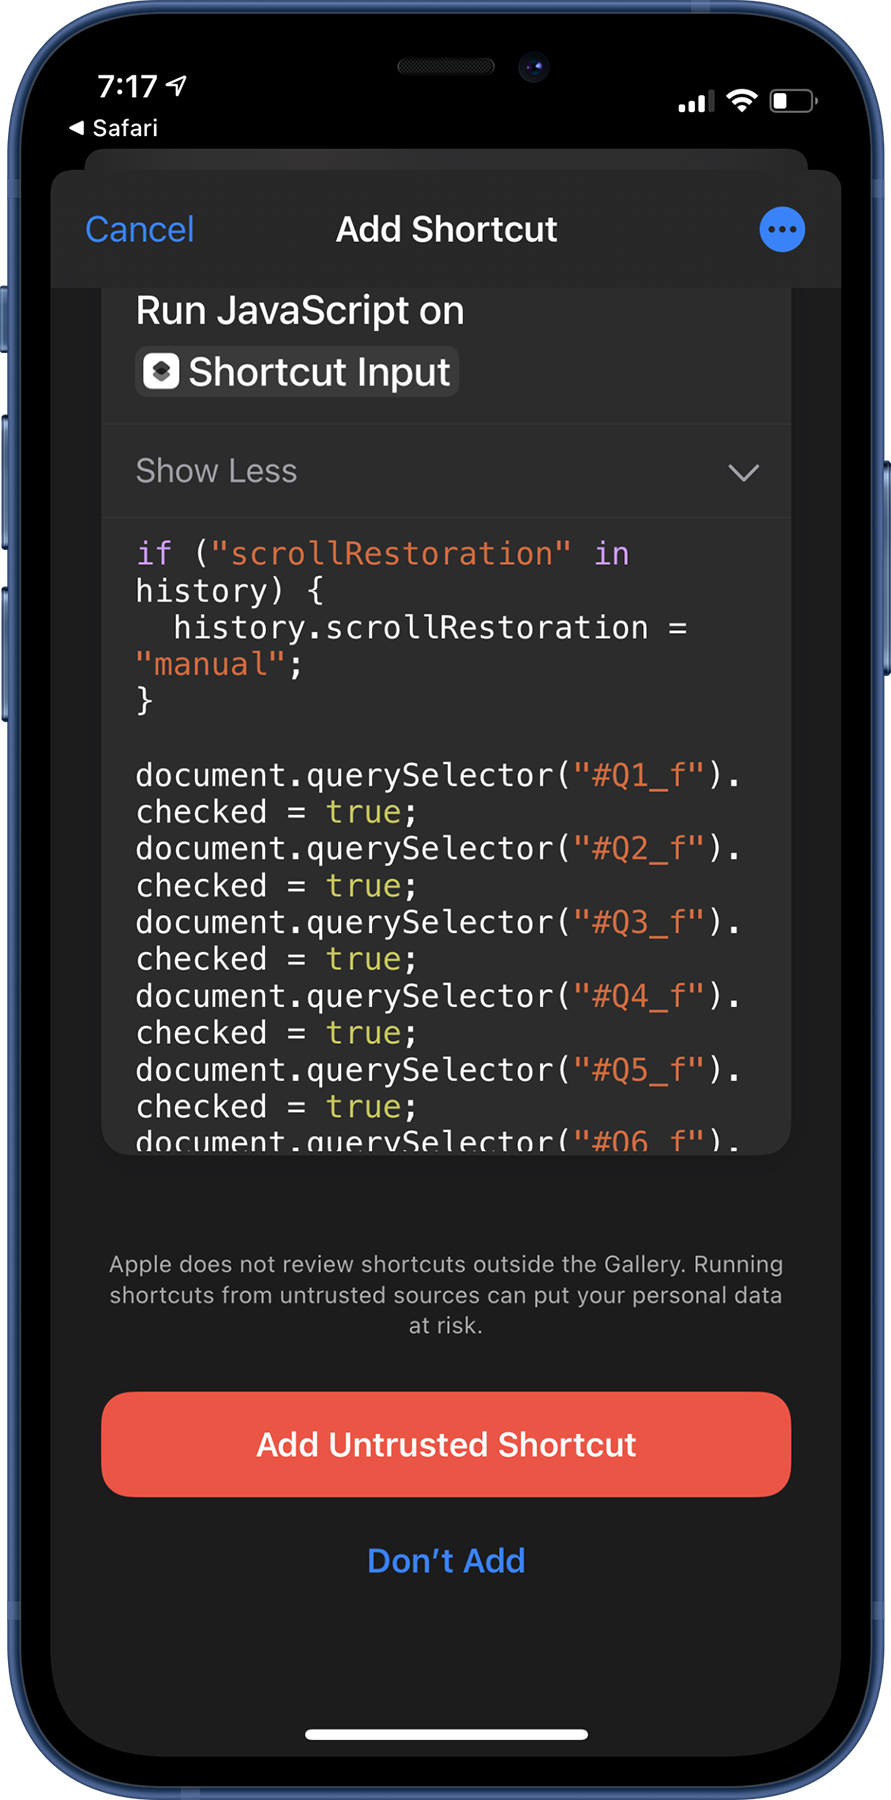 7:17
◀ Safari
Cancel
Add Shortcut
Run JavaScript on
Shortcut Input
Show Less
if ("scrollRestoration" in
history) {
  history.scrollRestoration =
"manual";
}
document.querySelector("#Q1_f").
checked = true;
document.querySelector("#Q2_f").
checked = true;
document.querySelector("#Q3_f").
checked = true;
document.querySelector("#Q4_f").
checked = true;
document.querySelector("#Q5_f").
checked = true;
document.querySelector("#Q6_f").
Apple does not review shortcuts outside the Gallery. Running
shortcuts from untrusted sources can put your personal data
at risk.
Add Untrusted Shortcut
Don’t Add